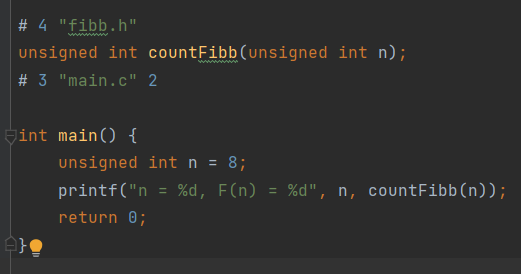 # 4 "fibb.h"
unsigned int countFibb(unsigned int n);
# 3 "main.c" 2
int main() {
    unsigned int n = 8;
    printf("n = %d, F(n) = %d", n, countFibb(n));
    return 0;
}